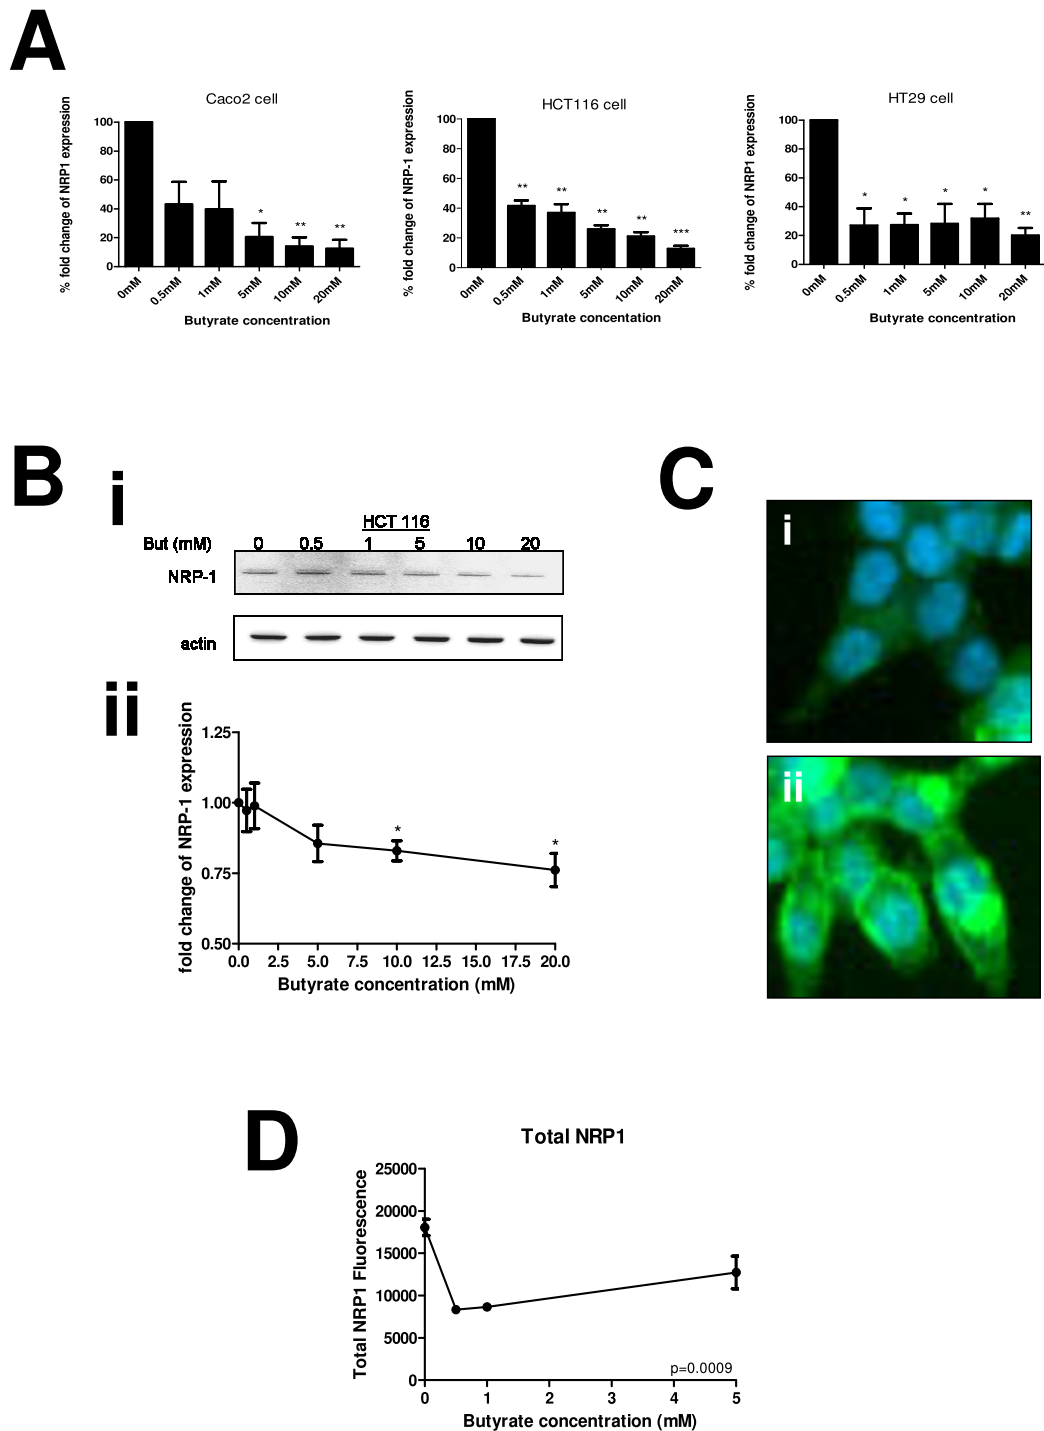 A
Caco2 cell
% fold change of NRP1 expression
100
80
60
40
20
0
*
**
**
0mM
0.5mM
1mM
5mM
10mM
20mM
Butyrate concentration
HCT116 cell
% fold change of NRP-1 expression
100
80
60
40
20
0
**
**
**
**
***
0mM
0.5mM
1mM
5mM
10mM
20mM
Butyrate concentation
HT29 cell
% fold change of NRP1 expression
100
80
60
40
20
0
*
*
*
*
**
0mM
0.5mM
1mM
5mM
10mM
20mM
Butyrate concentration
B
i
HCT 116
But (mM) 0 0.5 1 5 10 20
NRP-1
actin
ii
fold change of NRP-1 expression
1.25
1.00
0.75
0.50
*
*
0.0 2.5 5.0 7.5 10.0 12.5 15.0 17.5 20.0
Butyrate concentration (mM)
C
i
ii
D
Total NRP1
Total NRP1 Fluorescence
25000
20000
15000
10000
5000
0
p=0.0009
0 1 2 3 4 5
Butyrate concentration (mM)